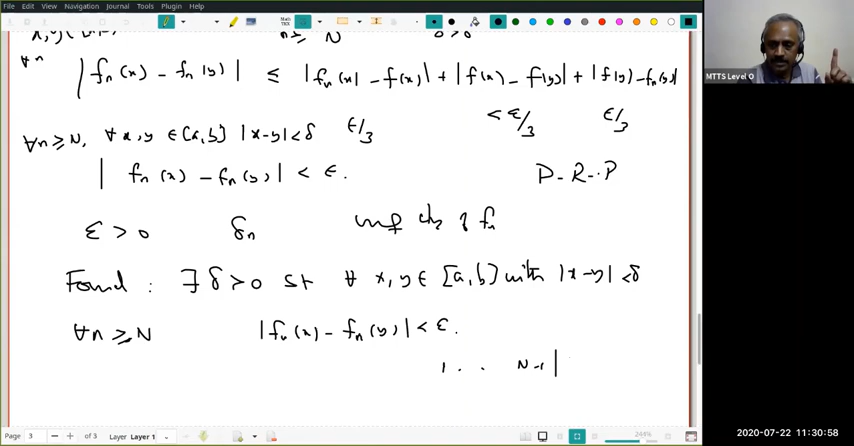 File Edit View Navigation Journal Tools Plugin Help
x, y
n ≥ N
δ > 0
∀n
|fn(x) - fn(y)| ≤ |fn(x) - f(x)| + |f(x) - f(y)| + |f(y) - fn(y)|
∀n ≥ N, ∀ x, y ∈ [a, b] |x-y| < δ ε/3 < ε/3 ε/3
| fn(x) - fn(y) | < ε. D-R-P
ε > 0 δn unif of fn
Found : ∃ δ > 0 st ∀ x, y ∈ [a, b] with |x-y| < δ
∀n ≥ N |fn(x) - fn(y)| < ε.
1 . . N-1 |
MTTS Level O
Page 3 of 3 Layer Layer 1
244%
2020-07-22 11:30:58